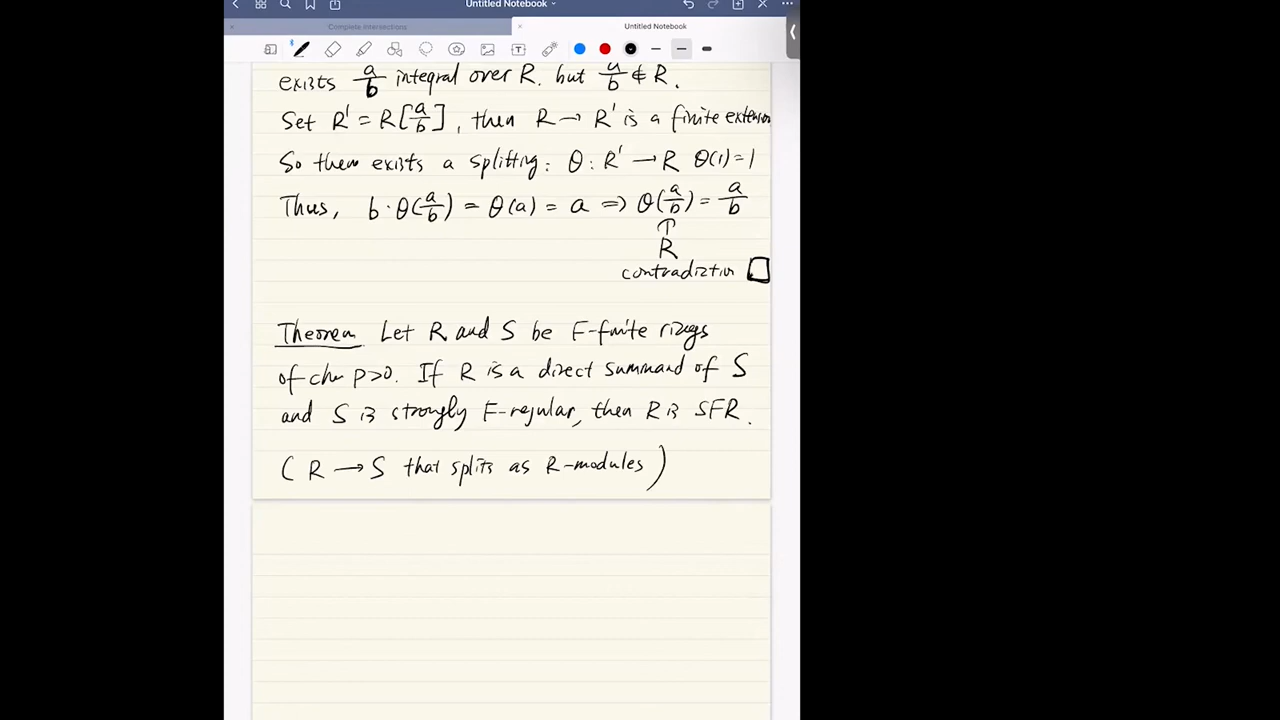 Untitled Notebook
Complete Intersections
Untitled Notebook
exists a/b integral over R. but a/b ∉ R.
Set R' = R[a/b], then R → R' is a finite extension
So then exists a splitting: θ: R' → R θ(1)=1
Thus, b·θ(a/b) = θ(a) = a ⇒ θ(a/b) = a/b
↑
R
contradiction □
Theorem Let R and S be F-finite rings
of char p>0. If R is a direct summand of S
and S is strongly F-regular, then R is SFR.
(R → S that splits as R-modules)